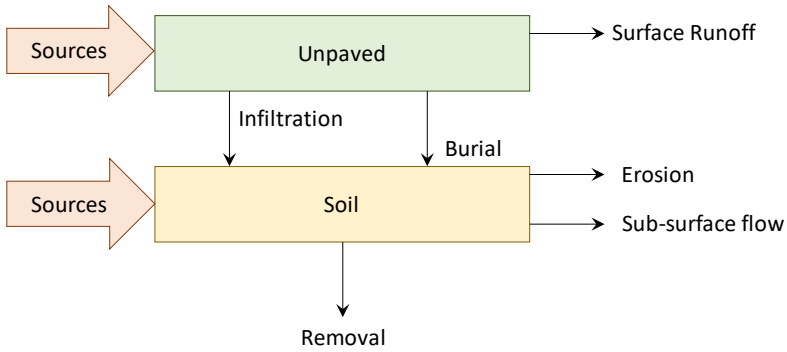 Sources
Unpaved
Surface Runoff
Infiltration
Burial
Sources
Soil
Erosion
Sub-surface flow
Removal